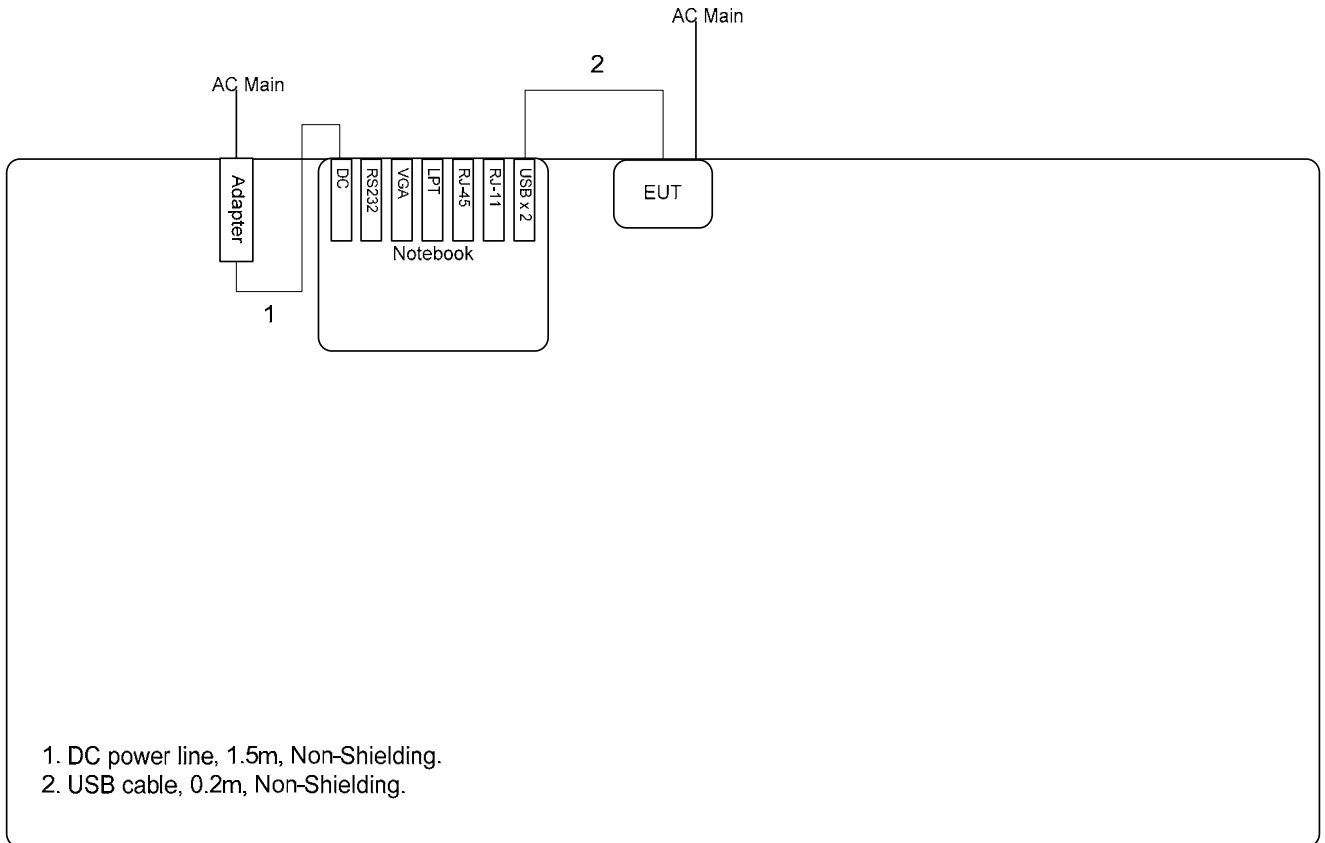 AC Main
2
AC Main
Adapter
DC
RS232
VGA
LPT
RJ-45
RJ-11
USB x 2
EUT
Notebook
1
1. DC power line, 1.5m, Non-Shielding.
2. USB cable, 0.2m, Non-Shielding.